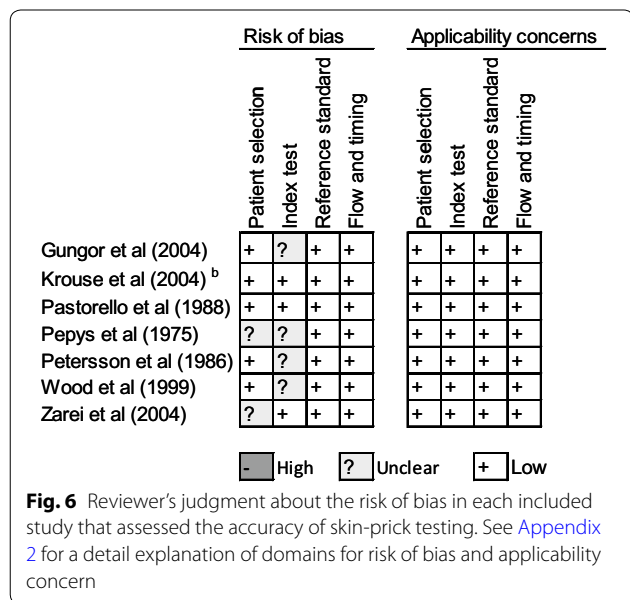 Risk of bias Applicability concerns
Patient selection Index test Reference standard Flow and timing Patient selection Index test Reference standard Flow and timing
Gungor et al (2004) + ? + + + + + +
Krouse et al (2004) b + + + + + + + +
Pastorello et al (1988) + + + + + + + +
Pepys et al (1975) ? ? + + + + + +
Petersson et al (1986) + ? + + + + + +
Wood et al (1999) + ? + + + + + +
Zarei et al (2004) ? + + + + + + +
- High ? Unclear + Low
Fig. 6 Reviewer's judgment about the risk of bias in each included
study that assessed the accuracy of skin-prick testing. See Appendix
2 for a detail explanation of domains for risk of bias and applicability
concern